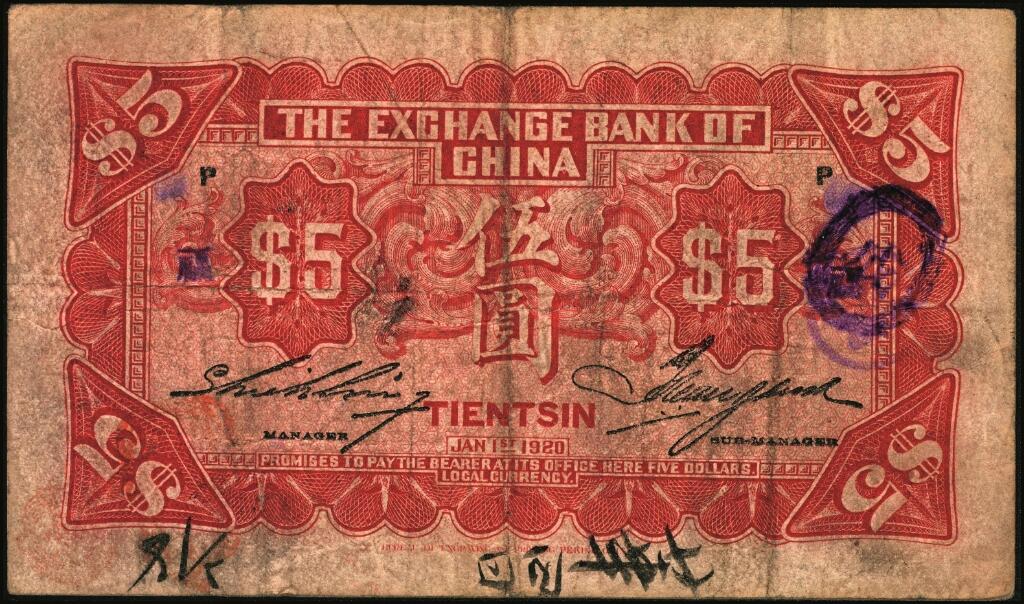 $5
$5
THE EXCHANGE BANK OF
CHINA
P
P
$5
伍圓
$5
TIENTSIN
MANAGER
SUB-MANAGER
JAN 1ST 1920
PROMISES TO PAY THE BEARER AT ITS OFFICE HERE FIVE DOLLARS.
LOCAL CURRENCY.
$5
$5